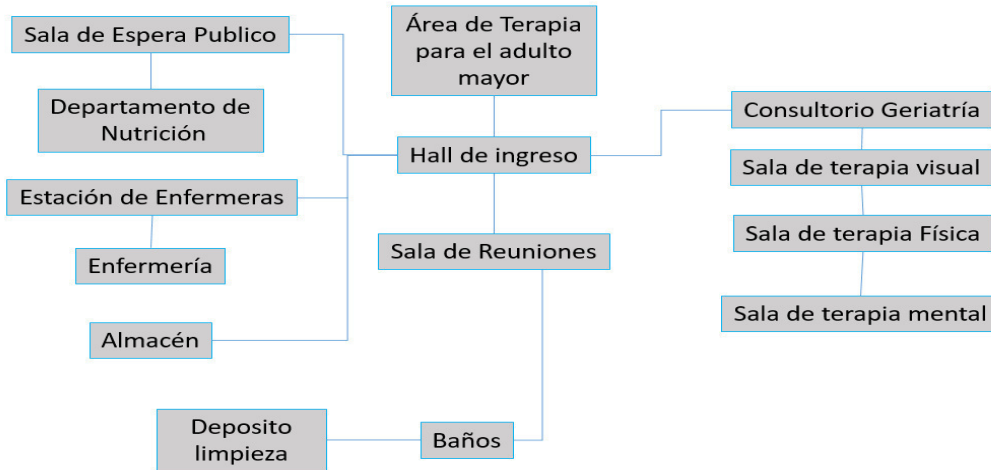 Sala de Espera Publico
Departamento de
Nutrición
Estación de Enfermeras
Enfermería
Almacén
Deposito
limpieza
Baños
Área de Terapia
para el adulto
mayor
Hall de ingreso
Sala de Reuniones
Consultorio Geriatría
Sala de terapia visual
Sala de terapia Física
Sala de terapia mental